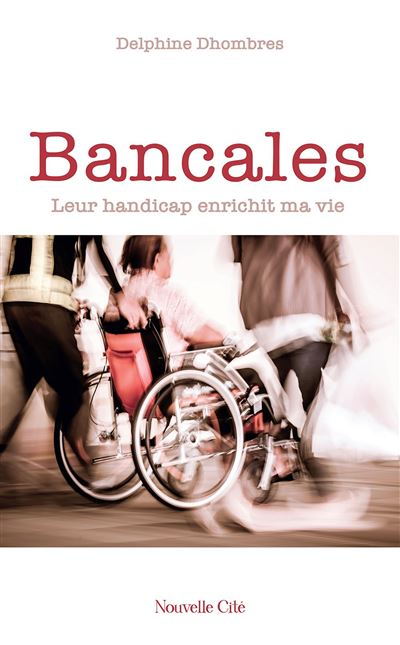 Delphine Dhombres
Bancales
Leur handicap enrichit ma vie
Nouvelle Cité